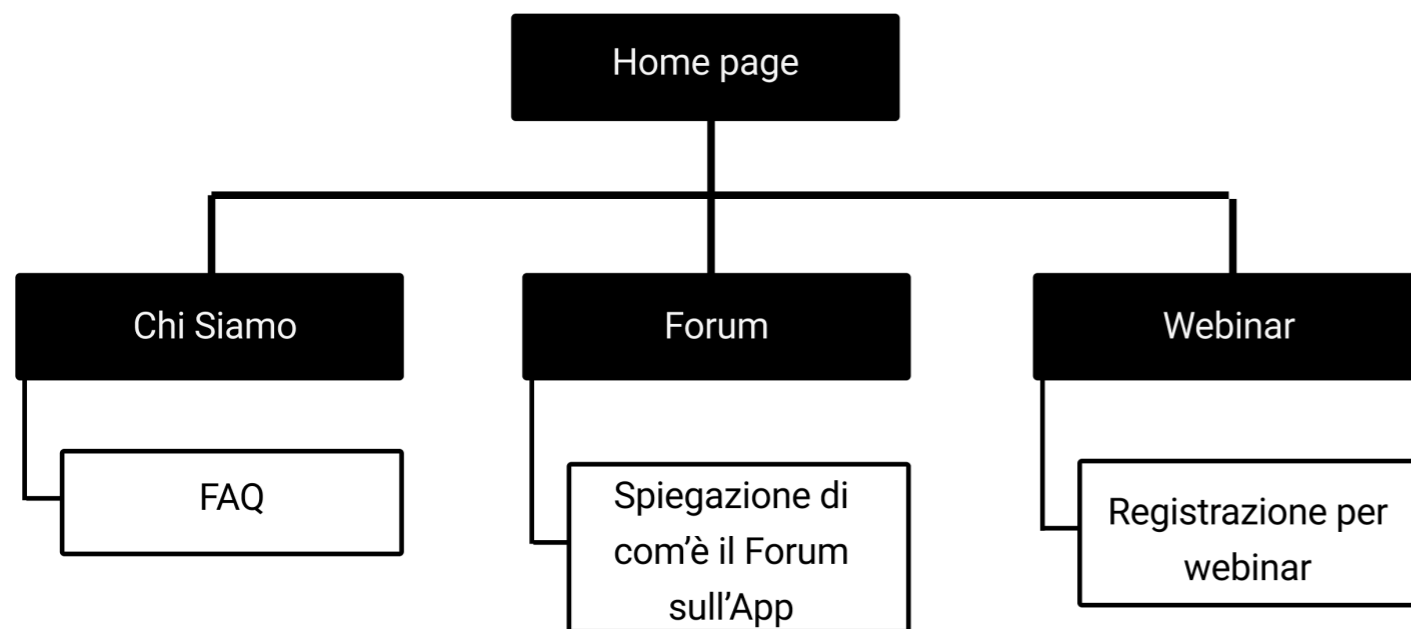 Home page
Chi Siamo
Forum
Webinar
FAQ
Spiegazione di
com’è il Forum
sull’App
Registrazione per
webinar